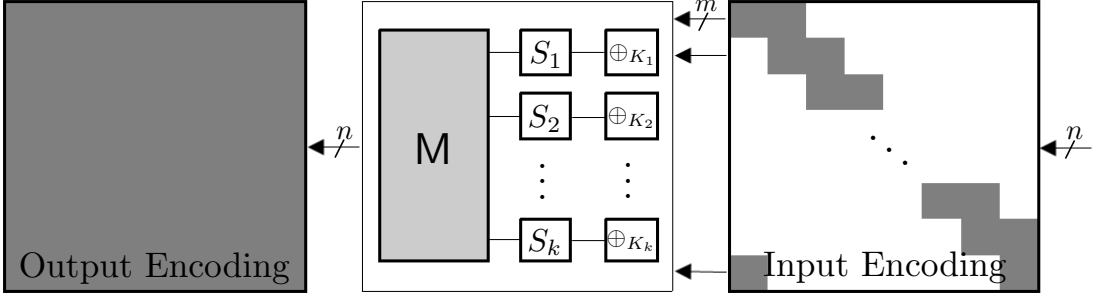 m
S₁ ⊕K₁
S₂ ⊕K₂
M
n
n
⋮ ⋮
⋱
Sₖ ⊕Kₖ
Output Encoding
Input Encoding